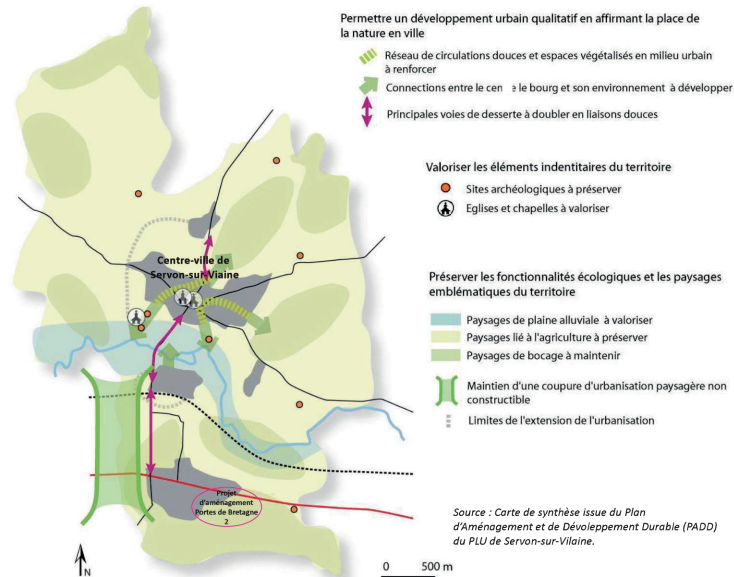 Permettre un développement urbain qualitatif en affirmant la place de
la nature en ville
Réseau de circulations douces et espaces végétalisés en milieu urbain
à renforcer
Connections entre le cen e le bourg et son environnement à développer
Principales voies de desserte à doubler en liaisons douces
Valoriser les éléments indentitaires du territoire
Sites archéologiques à préserver
Eglises et chapelles à valoriser
Préserver les fonctionnalités écologiques et les paysages
emblématiques du territoire
Paysages de plaine alluviale à valoriser
Paysages lié à l'agriculture à préserver
Paysages de bocage à maintenir
Maintien d'une coupure d'urbanisation paysagère non
constructible
Limites de l'extension de l'urbanisation
Centre-ville de
Servon-sur-Vilaine
Projet
d'aménagement
Portes de Bretagne
2
Source : Carte de synthèse issue du Plan
d'Aménagement et de Dévoleppement Durable (PADD)
du PLU de Servon-sur-Vilaine.
N
0 500 m